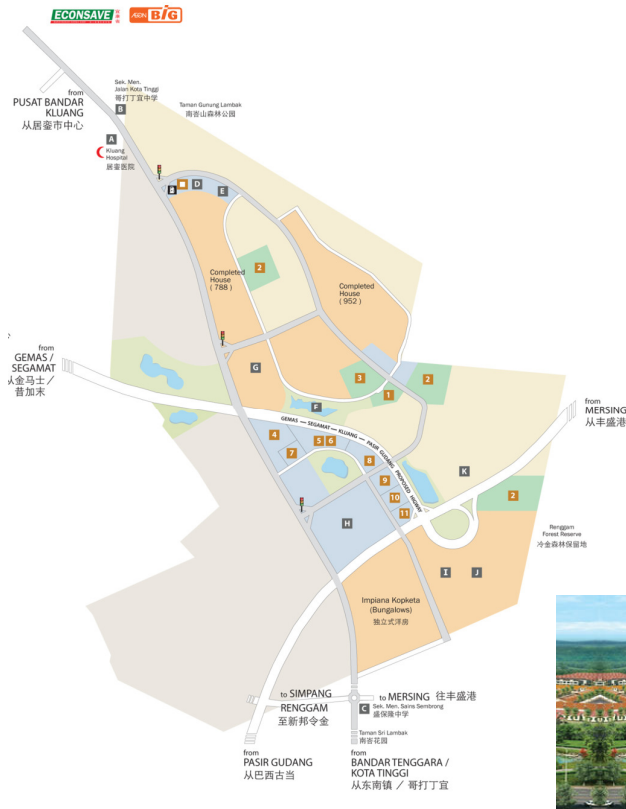 ECONSAVE
AEON BiG
from
PUSAT BANDAR
KLUANG
从居銮市中心
Sek. Men.
Jalan Kota Tinggi
哥打丁宜中学
B
Taman Gunung Lambak
南峇山森林公园
A
Kluang
Hospital
居銮医院
D
E
Completed
House
( 788 )
2
Completed
House
( 952 )
from
GEMAS /
SEGAMAT
从金马士／
昔加末
G
3
1
2
F
from
MERSING
从丰盛港
GEMAS — SEGAMAT — KLUANG — PASIR GUDANG PROPOSED HIGWAY
4
5
6
7
8
9
10
11
K
2
H
Renggam
Forest Reserve
冷金森林保留地
I
J
Impiana Kopketa
(Bungalows)
独立式洋房
to SIMPANG
RENGGAM
至新邦令金
to MERSING 往丰盛港
C
Sek. Men. Sains Sembrong
盛保隆中学
Taman Sri Lambak
南峇花园
from
PASIR GUDANG
从巴西古当
from
BANDAR TENGGARA /
KOTA TINGGI
从东南镇 ／ 哥打丁宜